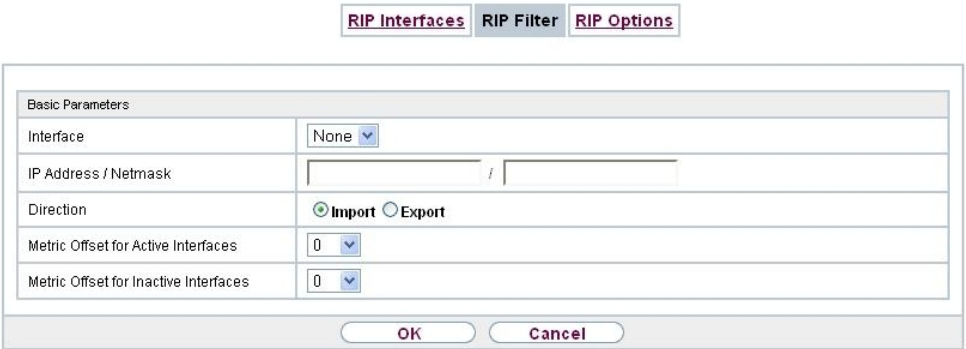 RIP Interfaces RIP Filter RIP Options
Basic Parameters
Interface None
IP Address / Netmask /
Direction Import Export
Metric Offset for Active Interfaces 0
Metric Offset for Inactive Interfaces 0
OK Cancel